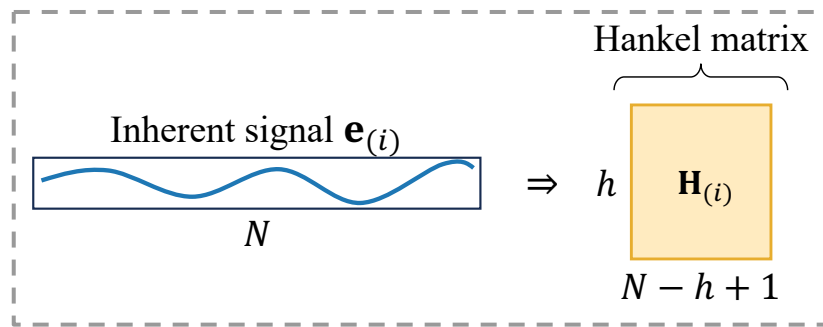 Hankel matrix
Inherent signal 𝐞₍ᵢ₎
N
⇒
h
𝐇₍ᵢ₎
N − h + 1